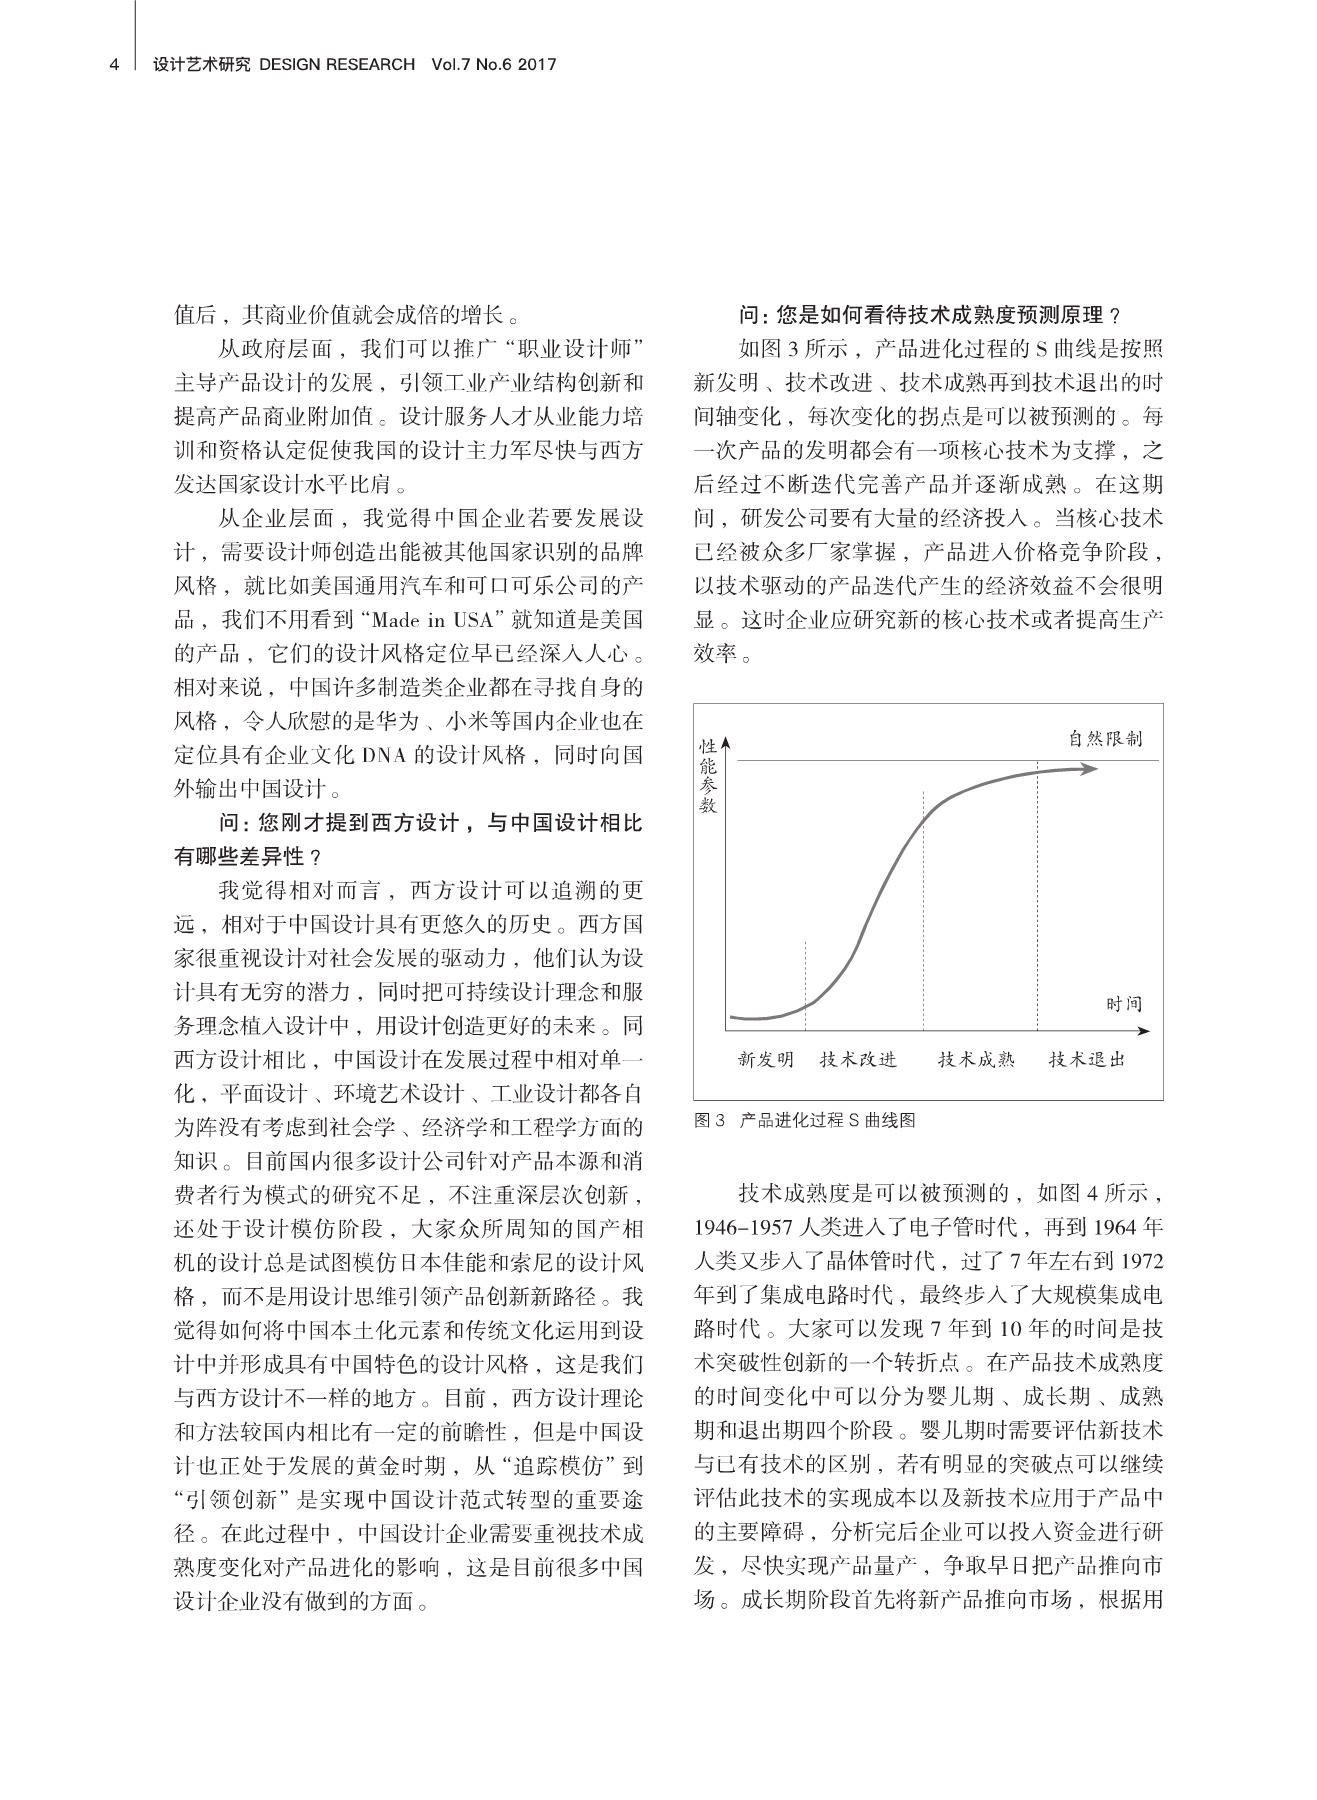 4 设计艺术研究 DESIGN RESEARCH Vol.7 No.6 2017
值后，其商业价值就会成倍的增长。
从政府层面，我们可以推广“职业设计师”
主导产品设计的发展，引领工业产业结构创新和
提高产品商业附加值。设计服务人才从业能力培
训和资格认定促使我国的设计主力军尽快与西方
发达国家设计水平比肩。
从企业层面，我觉得中国企业若要发展设
计，需要设计师创造出能被其他国家识别的品牌
风格，就比如美国通用汽车和可口可乐公司的产
品，我们不用看到“Made in USA”就知道是美国
的产品，它们的设计风格定位早已经深入人心。
相对来说，中国许多制造类企业都在寻找自身的
风格，令人欣慰的是华为、小米等国内企业也在
定位具有企业文化 DNA 的设计风格，同时向国
外输出中国设计。
问：您刚才提到西方设计，与中国设计相比
有哪些差异性？
我觉得相对而言，西方设计可以追溯的更
远，相对于中国设计具有更悠久的历史。西方国
家很重视设计对社会发展的驱动力，他们认为设
计具有无穷的潜力，同时把可持续设计理念和服
务理念植入设计中，用设计创造更好的未来。同
西方设计相比，中国设计在发展过程中相对单一
化，平面设计、环境艺术设计、工业设计都各自
为阵没有考虑到社会学、经济学和工程学方面的
知识。目前国内很多设计公司针对产品本源和消
费者行为模式的研究不足，不注重深层次创新，
还处于设计模仿阶段，大家众所周知的国产相
机的设计总是试图模仿日本佳能和索尼的设计风
格，而不是用设计思维引领产品创新新路径。我
觉得如何将中国本土化元素和传统文化运用到设
计中并形成具有中国特色的设计风格，这是我们
与西方设计不一样的地方。目前，西方设计理论
和方法较国内相比有一定的前瞻性，但是中国设
计也正处于发展的黄金时期，从“追踪模仿”到
“引领创新”是实现中国设计范式转型的重要途
径。在此过程中，中国设计企业需要重视技术成
熟度变化对产品进化的影响，这是目前很多中国
设计企业没有做到的方面。
问：您是如何看待技术成熟度预测原理？
如图 3 所示，产品进化过程的 S 曲线是按照
新发明、技术改进、技术成熟再到技术退出的时
间轴变化，每次变化的拐点是可以被预测的。每
一次产品的发明都会有一项核心技术为支撑，之
后经过不断迭代完善产品并逐渐成熟。在这期
间，研发公司要有大量的经济投入。当核心技术
已经被众多厂家掌握，产品进入价格竞争阶段，
以技术驱动的产品迭代产生的经济效益不会很明
显。这时企业应研究新的核心技术或者提高生产
效率。
性能参数
自然限制
时间
新发明 技术改进 技术成熟 技术退出
图 3 产品进化过程 S 曲线图
技术成熟度是可以被预测的，如图 4 所示，
1946–1957 人类进入了电子管时代，再到 1964 年
人类又步入了晶体管时代，过了 7 年左右到 1972
年到了集成电路时代，最终步入了大规模集成电
路时代。大家可以发现 7 年到 10 年的时间是技
术突破性创新的一个转折点。在产品技术成熟度
的时间变化中可以分为婴儿期、成长期、成熟
期和退出期四个阶段。婴儿期时需要评估新技术
与已有技术的区别，若有明显的突破点可以继续
评估此技术的实现成本以及新技术应用于产品中
的主要障碍，分析完后企业可以投入资金进行研
发，尽快实现产品量产，争取早日把产品推向市
场。成长期阶段首先将新产品推向市场，根据用